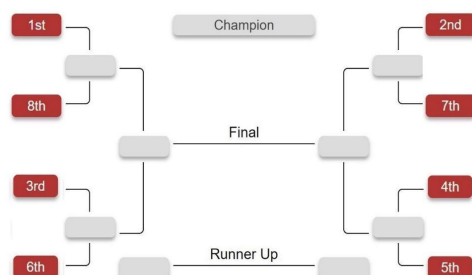 1st
Champion
2nd
8th
7th
Final
3rd
4th
Runner Up
6th
5th